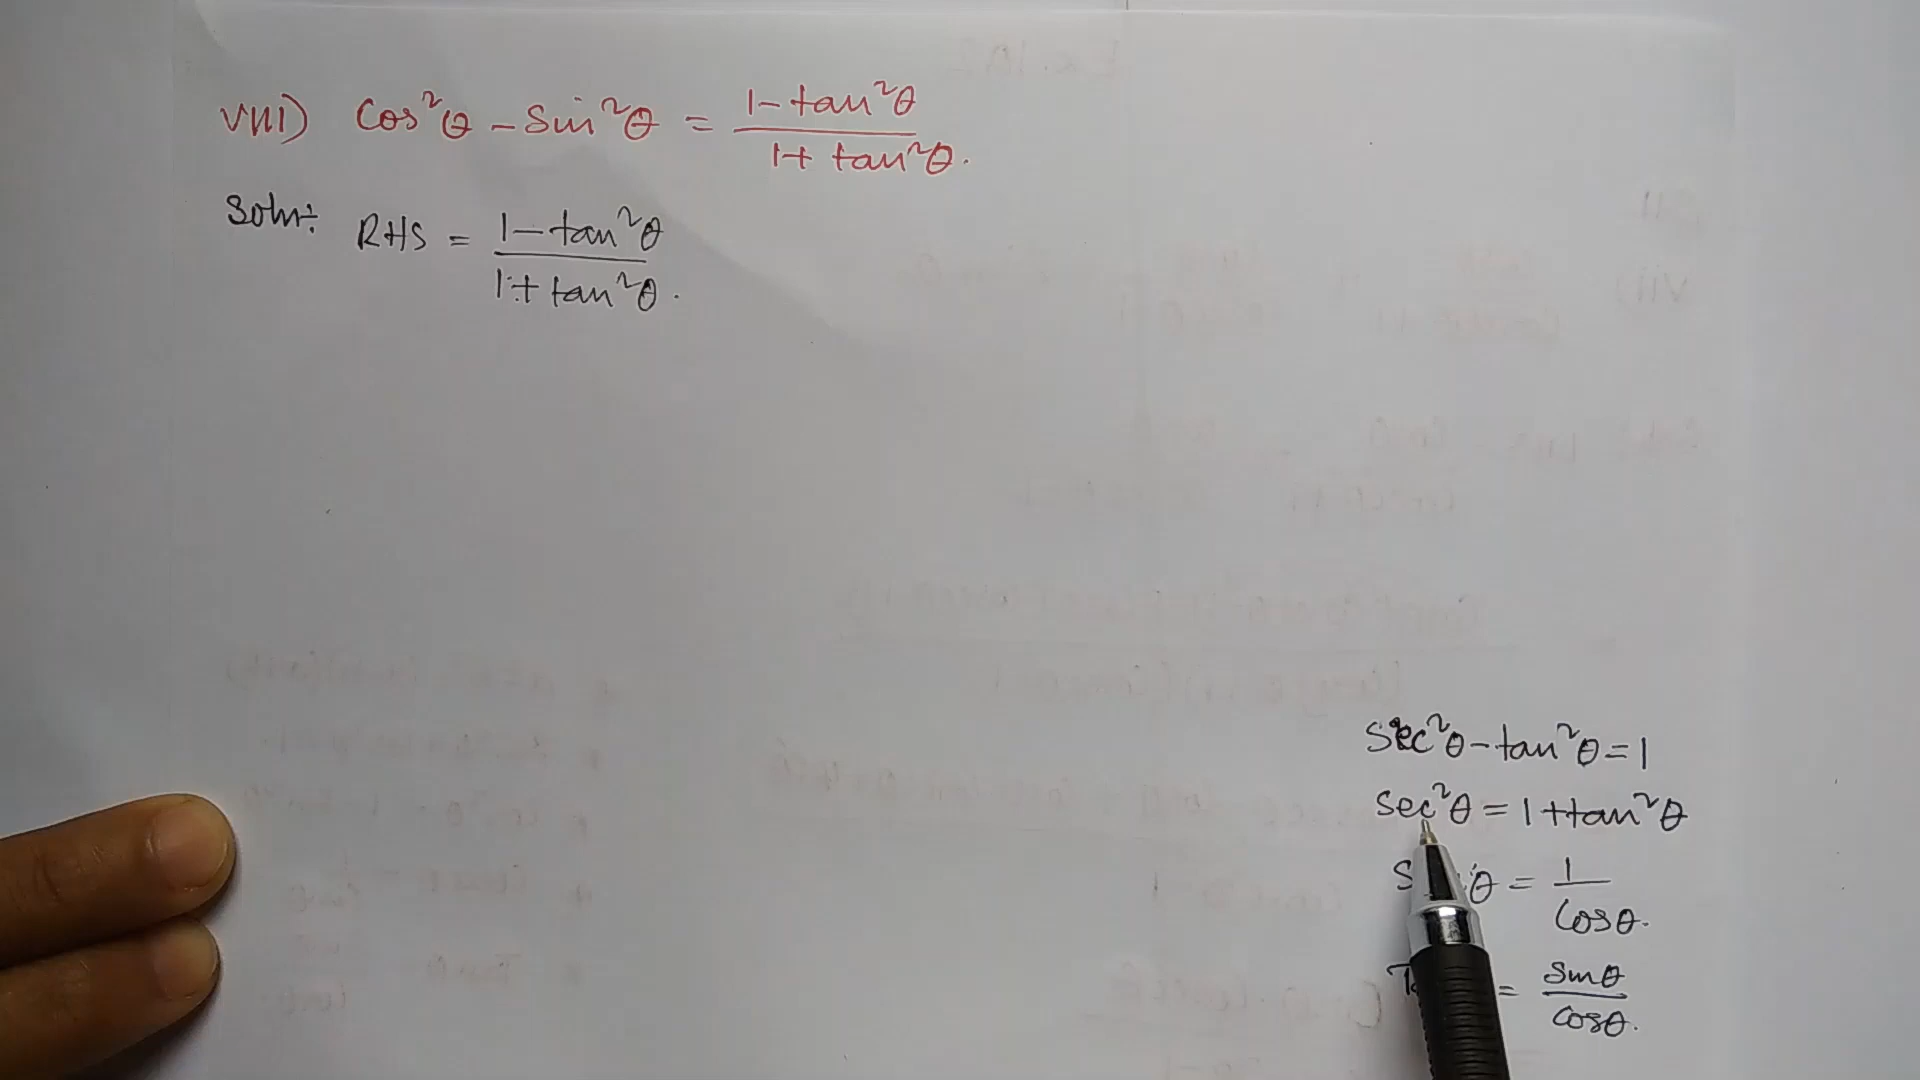 VIII) Cos²θ - Sin²θ = 1 - tan²θ / 1 + tan²θ.
Soln: RHS = 1 - tan²θ / 1 + tan²θ.
Sec²θ - tan²θ = 1
Sec²θ = 1 + tan²θ
θ = 1 / Cosθ.
= Sinθ / Cosθ.